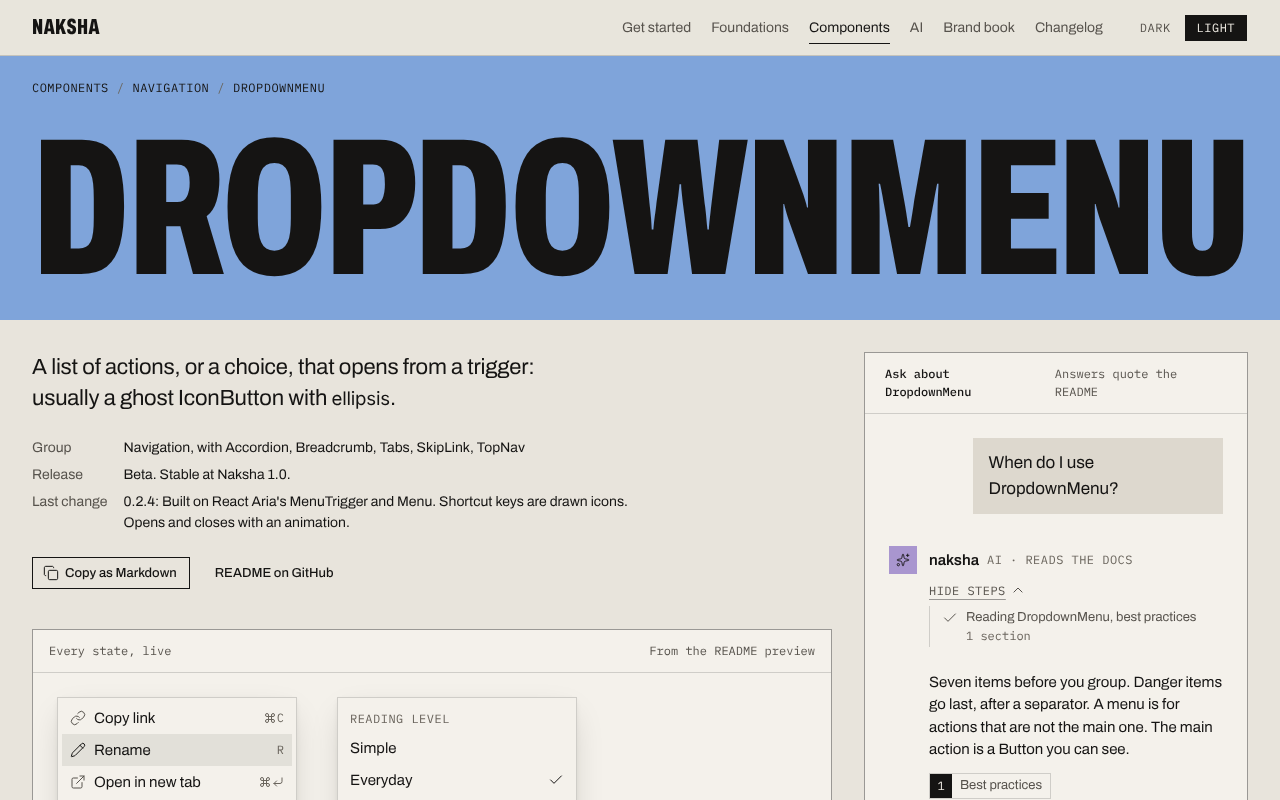 NAKSHA
Get started Foundations Components AI Brand book Changelog DARK LIGHT
COMPONENTS / NAVIGATION / DROPDOWNMENU
DROPDOWNMENU
A list of actions, or a choice, that opens from a trigger:
usually a ghost IconButton with ellipsis.
Group Navigation, with Accordion, Breadcrumb, Tabs, SkipLink, TopNav
Release Beta. Stable at Naksha 1.0.
Last change 0.2.4: Built on React Aria's MenuTrigger and Menu. Shortcut keys are drawn icons.
Opens and closes with an animation.
Copy as Markdown README on GitHub
Every state, live From the README preview
Copy link ⌘C
Rename R
Open in new tab ⌘↵
READING LEVEL
Simple
Everyday
Ask about
DropdownMenu
Answers quote the
README
When do I use
DropdownMenu?
naksha AI · READS THE DOCS
HIDE STEPS
Reading DropdownMenu, best practices
1 section
Seven items before you group. Danger items
go last, after a separator. A menu is for
actions that are not the main one. The main
action is a Button you can see.
1 Best practices